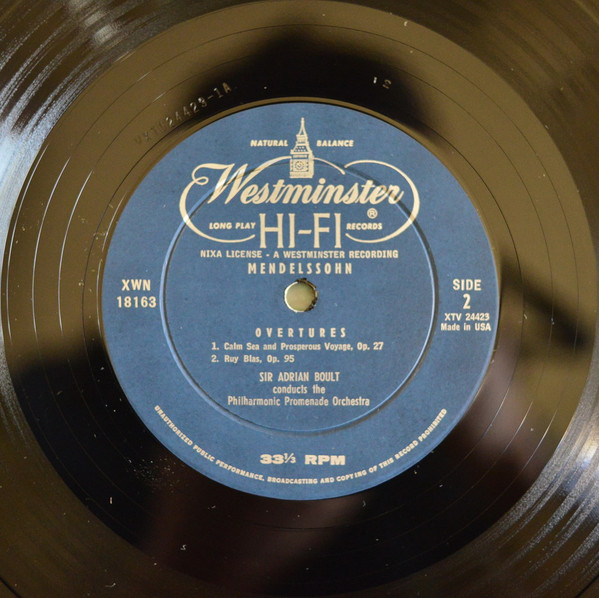 NATURAL BALANCE
Westminster ®
LONG PLAY HI-FI RECORDS
NIXA LICENSE - A WESTMINSTER RECORDING
MENDELSSOHN
XWN
18163
SIDE
2
XTV 24423
Made in USA
OVERTURES
1. Calm Sea and Prosperous Voyage, Op. 27
2. Ruy Blas, Op. 95
SIR ADRIAN BOULT
conducts the
Philharmonic Promenade Orchestra
33⅓ RPM
UNAUTHORIZED PUBLIC PERFORMANCE, BROADCASTING AND COPYING OF THIS RECORD PROHIBITED